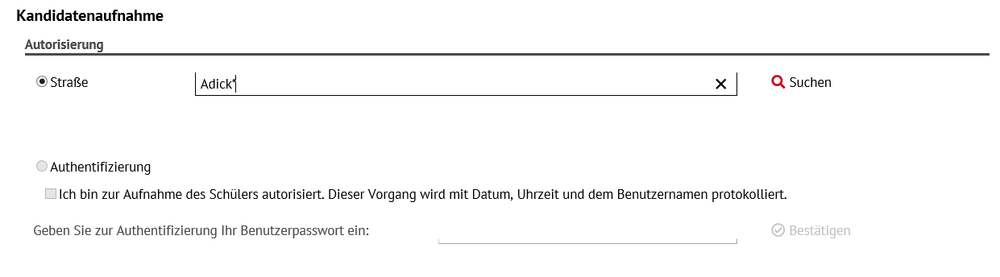 Kandidatenaufnahme
Autorisierung
Straße Adick* Suchen
Authentifizierung
Ich bin zur Aufnahme des Schülers autorisiert. Dieser Vorgang wird mit Datum, Uhrzeit und dem Benutzernamen protokolliert.
Geben Sie zur Authentifizierung Ihr Benutzerpasswort ein: Bestätigen